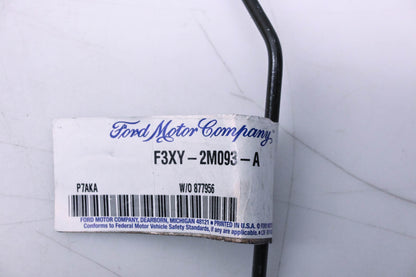 Ford Motor Company
F3XY-2M093-A
P7AKA W/O 877956
FORD MOTOR COMPANY, DEARBORN, MICHIGAN 48121 ■ PRINTED IN U.S.A.
Conforms to Federal Motor Vehicle Safety Standards, if any are applicable.